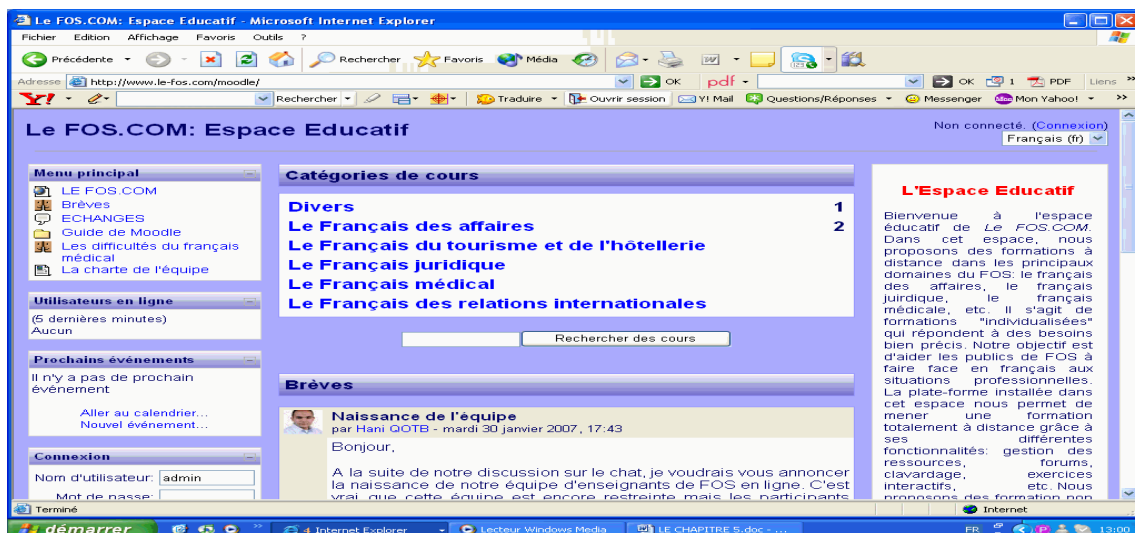 Le FOS.COM: Espace Educatif - Microsoft Internet Explorer
Fichier Edition Affichage Favoris Outils ?
Précédente Rechercher Favoris Média
Adresse http://www.le-fos.com/moodle/ OK pdf OK 1 PDF Liens »
Y! Rechercher Traduire Ouvrir session Y! Mail Questions/Réponses Messenger Mon Yahoo! »
Le FOS.COM: Espace Educatif
Non connecté. (Connexion)
Français (fr)
Menu principal
LE FOS.COM
Brèves
ECHANGES
Guide de Moodle
Les difficultés du français
médical
La charte de l'équipe
Utilisateurs en ligne
(5 dernières minutes)
Aucun
Prochains événements
Il n'y a pas de prochain
événement
Aller au calendrier...
Nouvel événement...
Connexion
Nom d'utilisateur: admin
Mot de passe:
Catégories de cours
Divers 1
Le Français des affaires 2
Le Français du tourisme et de l'hôtellerie
Le Français juridique
Le Français médical
Le Français des relations internationales
Rechercher des cours
Brèves
Naissance de l'équipe
par Hani QOTB - mardi 30 janvier 2007, 17:43
Bonjour,
A la suite de notre discussion sur le chat, je voudrais vous annoncer
la naissance de notre équipe d'enseignants de FOS en ligne. C'est
vrai que cette équipe est encore restreinte mais les participants
L'Espace Educatif
Bienvenue à l'espace
éducatif de Le FOS.COM.
Dans cet espace, nous
proposons des formations à
distance dans les principaux
domaines du FOS: le français
des affaires, le français
juirdique, le français
médicale, etc. Il s'agit de
formations "individualisées"
qui répondent à des besoins
bien précis. Notre objectif est
d'aider les publics de FOS à
faire face en français aux
situations professionnelles.
La plate-forme installée dans
cet espace nous permet de
mener une formation
totalement à distance grâce à
ses différentes
fonctionnalités: gestion des
ressources, forums,
clavardage, exercices
interactifs, etc. Nous
proposons des formation non
Terminé Internet
démarrer » 4 Internet Explorer Lecteur Windows Media LE CHAPITRE 5.doc - ... FR 13:00